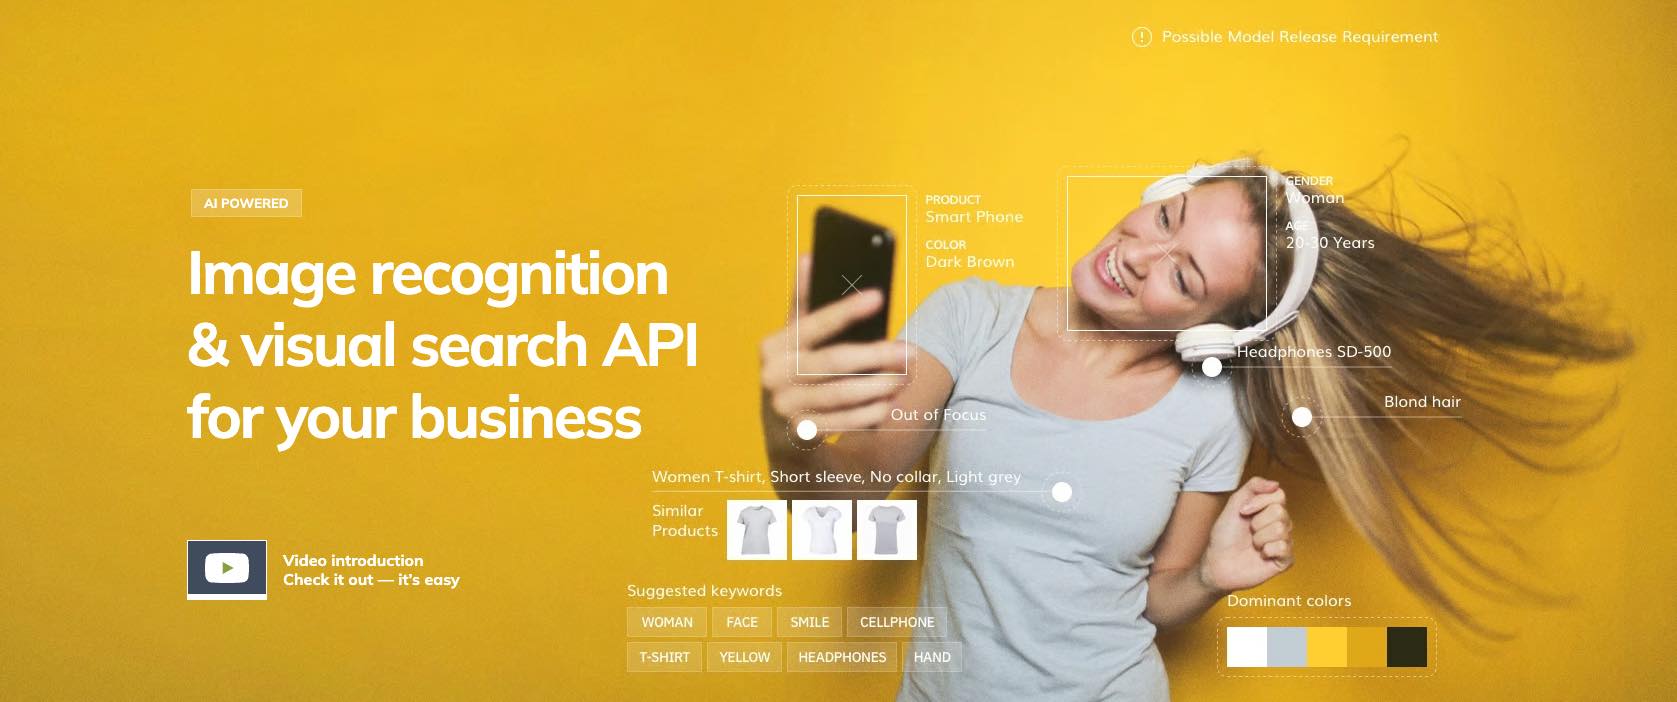 Possible Model Release Requirement
AI POWERED
Image recognition
& visual search API
for your business
Video introduction
Check it out — it's easy
PRODUCT
Smart Phone
COLOR
Dark Brown
GENDER
Woman
AGE
20-30 Years
Headphones SD-500
Blond hair
Out of Focus
Women T-shirt, Short sleeve, No collar, Light grey
Similar
Products
Suggested keywords
WOMAN FACE SMILE CELLPHONE
T-SHIRT YELLOW HEADPHONES HAND
Dominant colors